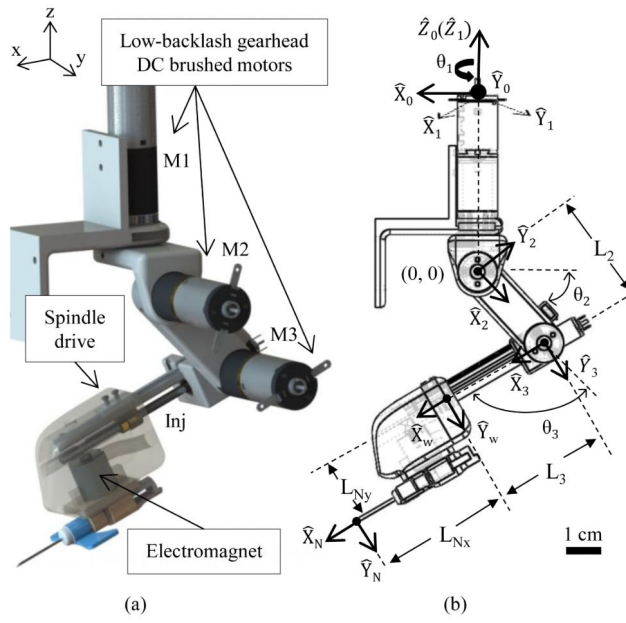 z
x
y
Low-backlash gearhead
DC brushed motors
M1
M2
M3
Spindle
drive
Inj
Electromagnet
(a)
Ẑ₀(Ẑ₁)
θ₁
Ŷ₀
X̂₀
X̂₁
Ŷ₁
Ŷ₂
L₂
(0, 0)
θ₂
X̂₂
X̂₃
Ŷ₃
θ₃
X̂w
Ŷw
L₃
LNy
LNx
X̂N
ŶN
1 cm
(b)